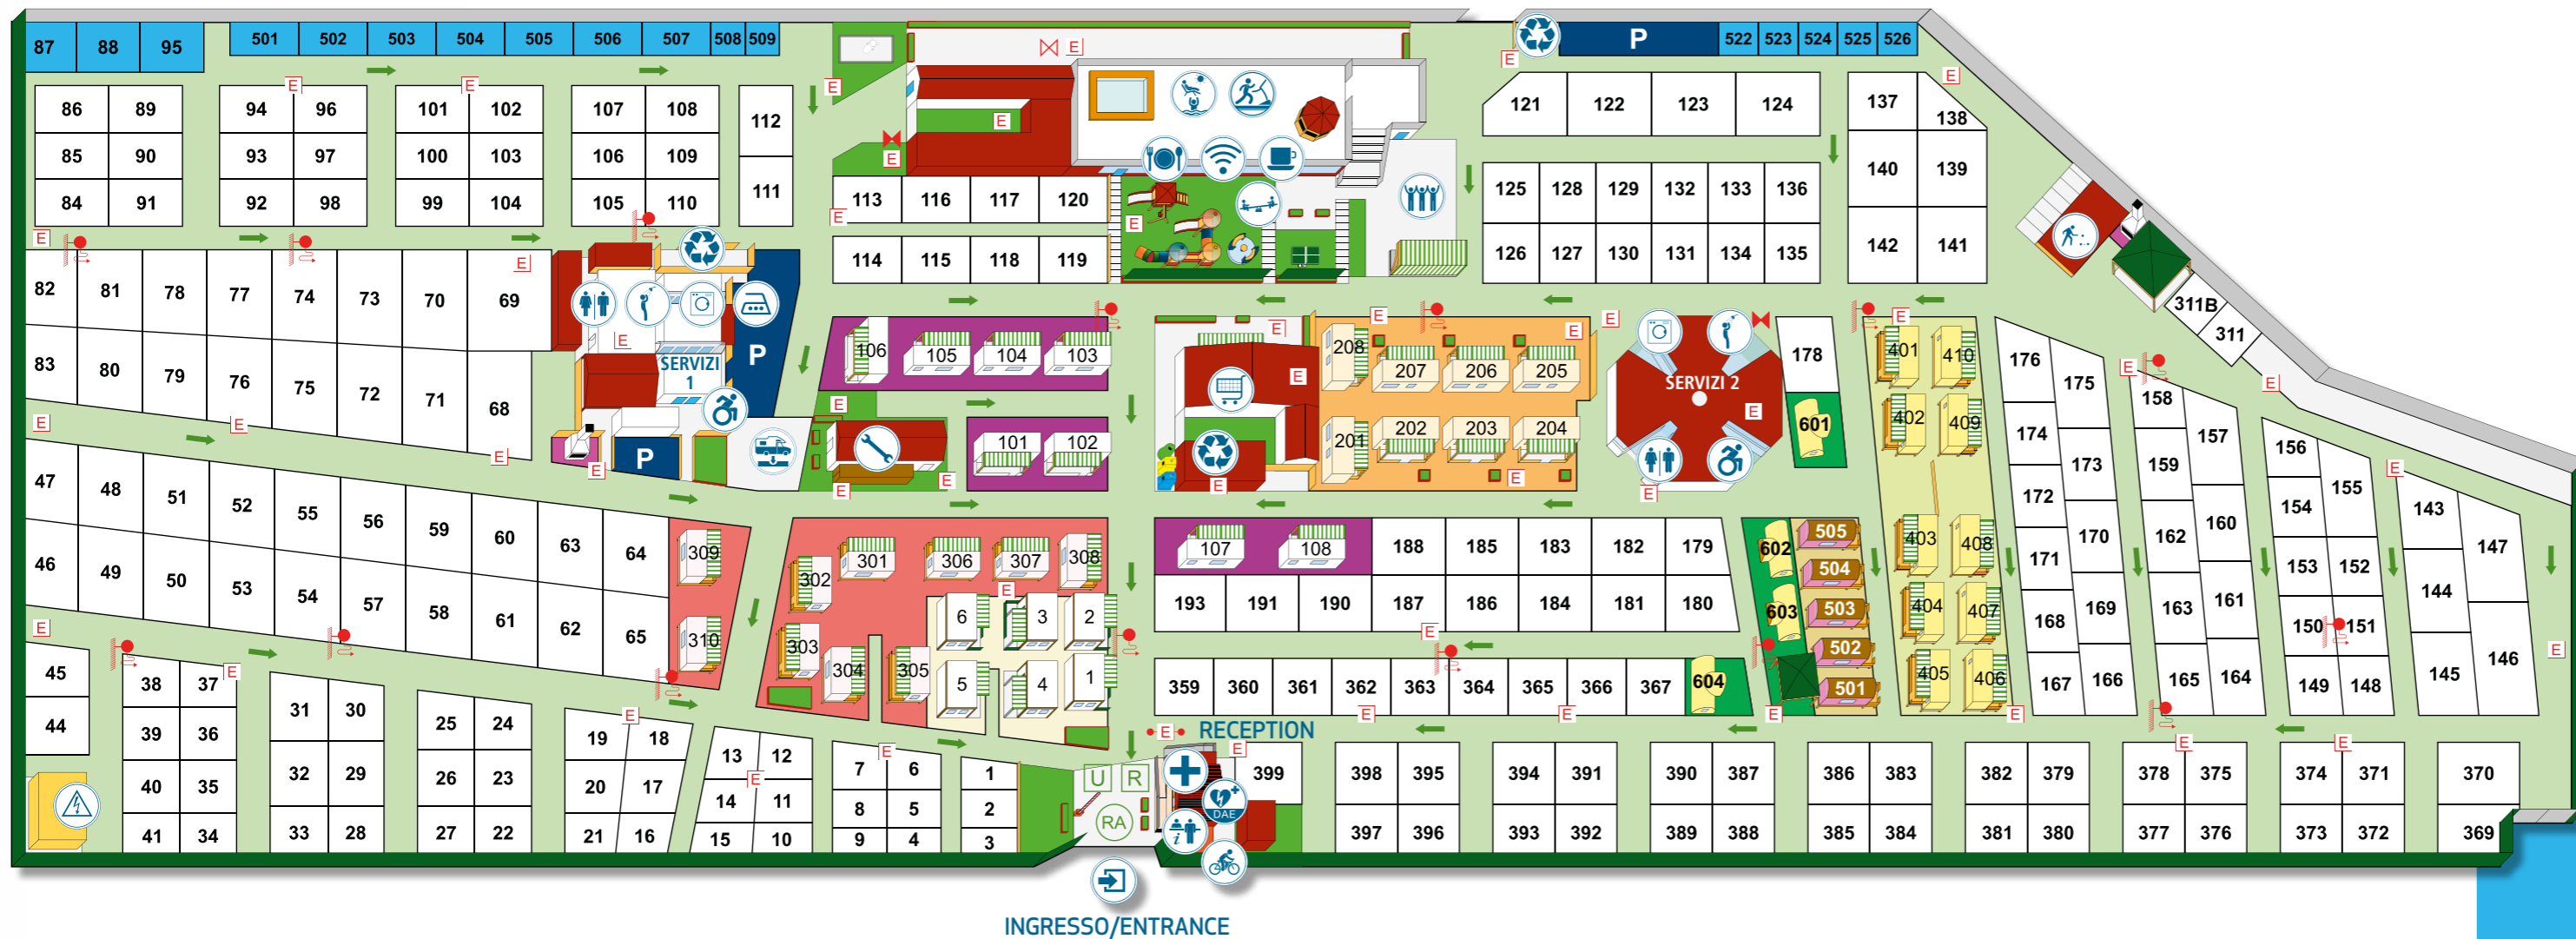 87 88 95 501 502 503 504 505 506 507 508 509
P 522 523 524 525 526
E E E E E E
86 89 94 96 101 102 107 108 112
121 122 123 124 137 138
85 90 93 97 100 103 106 109 111
140 139
84 91 92 98 99 104 105 110
113 116 117 120
125 128 129 132 133 136
E E E E E
114 115 118 119
126 127 130 131 134 135 142 141
82 81 78 77 74 73 70 69
E E
311B
311
83 80 79 76 75 72 71 68
SERVIZI
1
P
106 105 104 103
E E E E E E
208 207 206 205
SERVIZI 2
178
401 410
176 175
E E
158 157
601
402 409
174 173
159 156 155
E E E E E
101 102
201 202 203 204
P
E E E E E E E
47 48 51 52 55 56 59 60 63 64
172 170 162 160 154 143 147
46 49 50 53 54 57 58 61 62 65
309
310
301 302 303 304 305 306 307 308
E
6 3 2
5 4 1
107 108 188 185 183 182 179
193 191 190 187 186 184 181 180
602 603
505
504
503
502
501
403 408
404 407
405 406
171 169 163 161 153 152 144
168 150 151 146
167 166 165 164 149 148 145
E E E
359 360 361 362 363 364 365 366 367 604
E E E E E
45 38 37 31 30 25 24
44 39 36 32 29 26 23
40 35 33 28 27 22
41 34
E E
19 18 13 12
20 17 14 11
21 16 15 10
E E
7 6 1
8 5 2
9 4 3
E RECEPTION
E
U R
RA
DAE
399 398 395 394 391 390 387 386 383 382 379 378 375 374 371 370
E E
397 396 393 392 389 388 385 384 381 380 377 376 373 372 369
INGRESSO/ENTRANCE